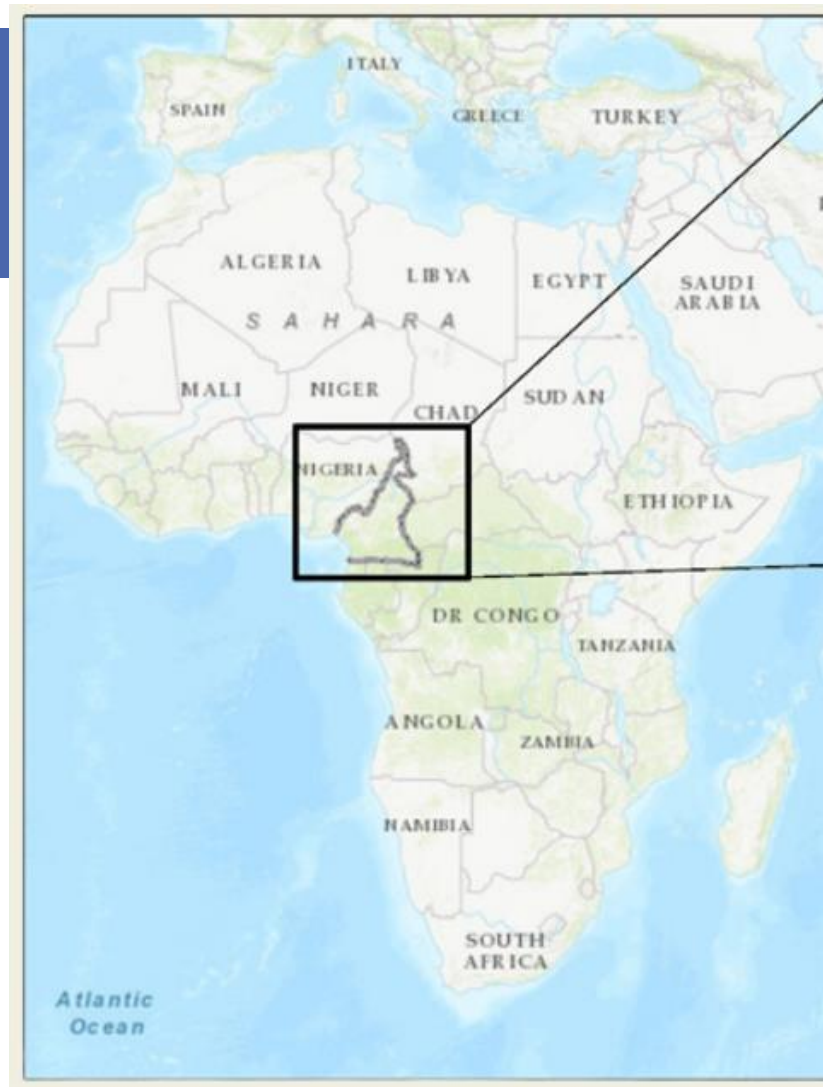 ITALY
SPAIN
GREECE
TURKEY
ALGERIA
LIBYA
EGYPT
SAUDI
ARABIA
SAHARA
MALI
NIGER
CHAD
SUDAN
NIGERIA
ETHIOPIA
DR CONGO
TANZANIA
ANGOLA
ZAMBIA
NAMIBIA
SOUTH
AFRICA
Atlantic
Ocean